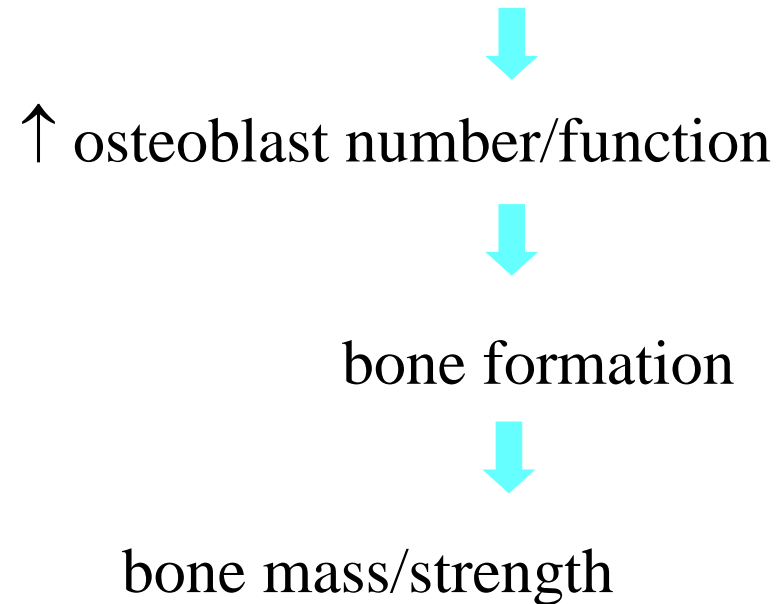 ↑ osteoblast number/function
bone formation
bone mass/strength